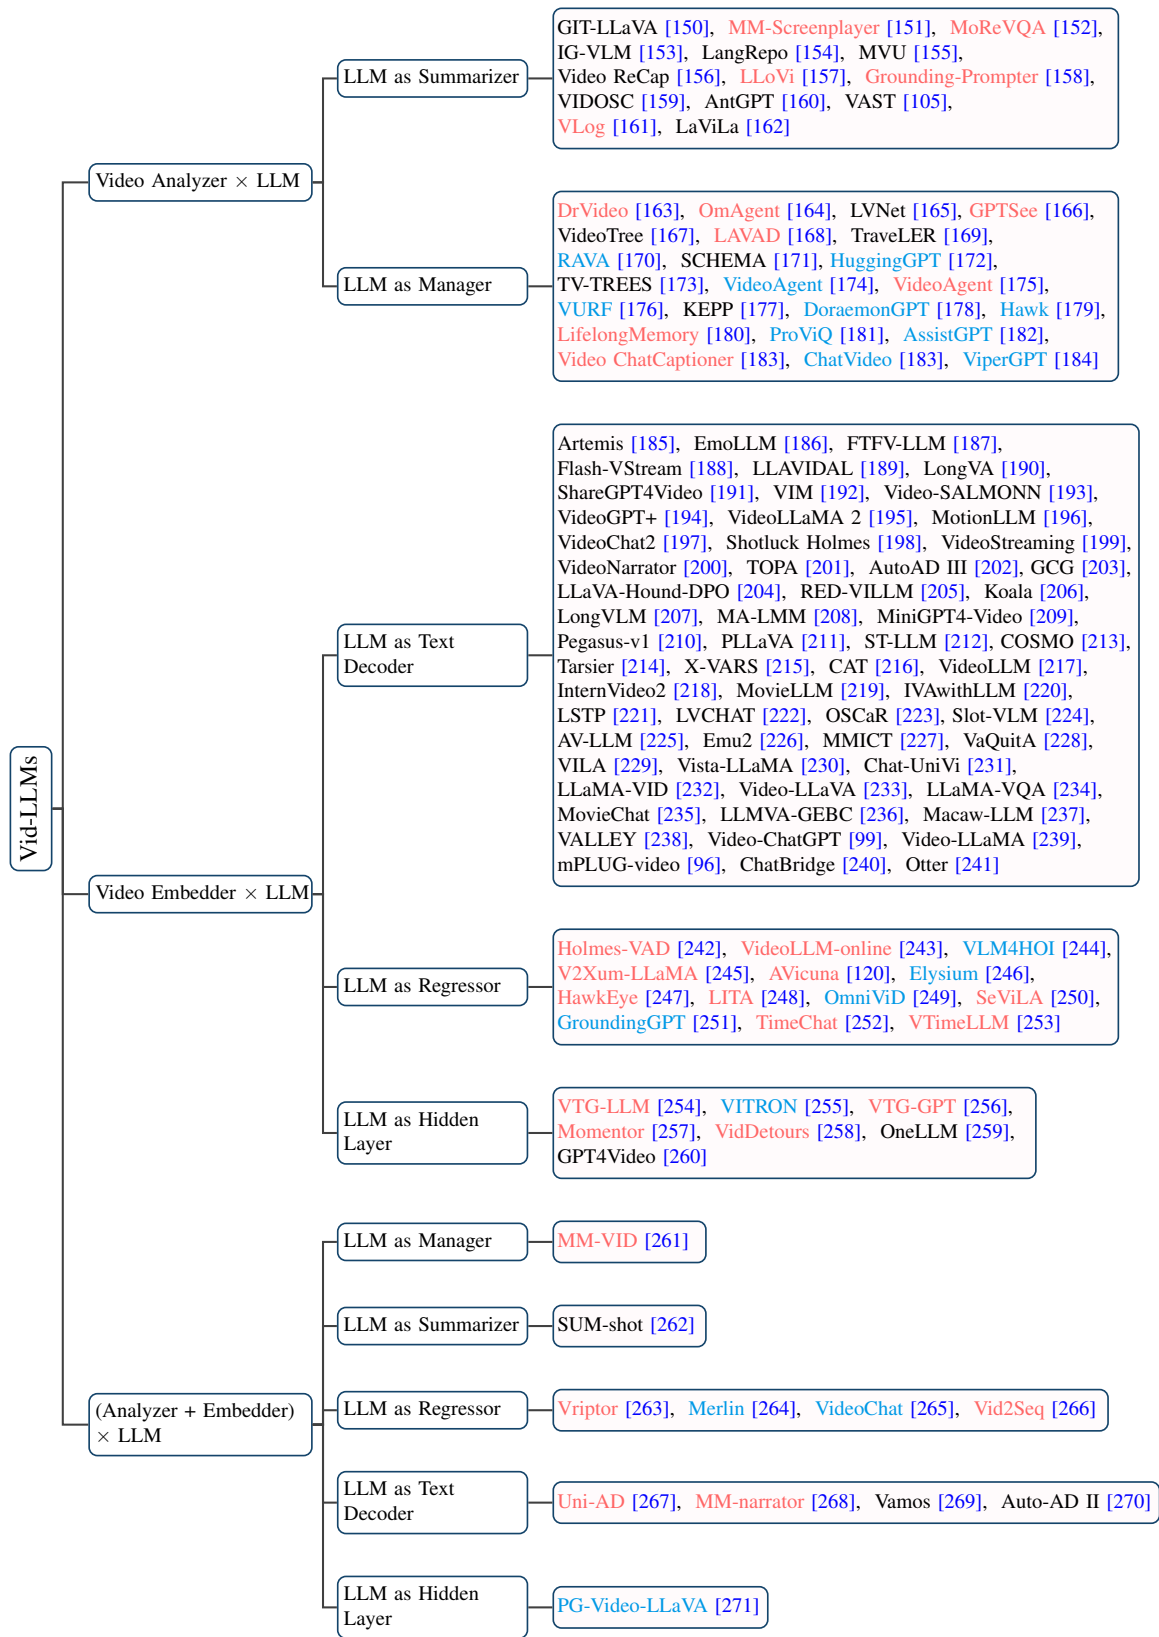 Vid-LLMs
Video Analyzer × LLM
LLM as Summarizer
GIT-LLaVA [150], MM-Screenplayer [151], MoReVQA [152],
IG-VLM [153], LangRepo [154], MVU [155],
Video ReCap [156], LLoVi [157], Grounding-Prompter [158],
VIDOSC [159], AntGPT [160], VAST [105],
VLog [161], LaViLa [162]
LLM as Manager
DrVideo [163], OmAgent [164], LVNet [165], GPTSee [166],
VideoTree [167], LAVAD [168], TraveLER [169],
RAVA [170], SCHEMA [171], HuggingGPT [172],
TV-TREES [173], VideoAgent [174], VideoAgent [175],
VURF [176], KEPP [177], DoraemonGPT [178], Hawk [179],
LifelongMemory [180], ProViQ [181], AssistGPT [182],
Video ChatCaptioner [183], ChatVideo [183], ViperGPT [184]
Video Embedder × LLM
LLM as Text
Decoder
Artemis [185], EmoLLM [186], FTFV-LLM [187],
Flash-VStream [188], LLAVIDAL [189], LongVA [190],
ShareGPT4Video [191], VIM [192], Video-SALMONN [193],
VideoGPT+ [194], VideoLLaMA 2 [195], MotionLLM [196],
VideoChat2 [197], Shotluck Holmes [198], VideoStreaming [199],
VideoNarrator [200], TOPA [201], AutoAD III [202], GCG [203],
LLaVA-Hound-DPO [204], RED-VILLM [205], Koala [206],
LongVLM [207], MA-LMM [208], MiniGPT4-Video [209],
Pegasus-v1 [210], PLLaVA [211], ST-LLM [212], COSMO [213],
Tarsier [214], X-VARS [215], CAT [216], VideoLLM [217],
InternVideo2 [218], MovieLLM [219], IVAwithLLM [220],
LSTP [221], LVCHAT [222], OSCaR [223], Slot-VLM [224],
AV-LLM [225], Emu2 [226], MMICT [227], VaQuitA [228],
VILA [229], Vista-LLaMA [230], Chat-UniVi [231],
LLaMA-VID [232], Video-LLaVA [233], LLaMA-VQA [234],
MovieChat [235], LLMVA-GEBC [236], Macaw-LLM [237],
VALLEY [238], Video-ChatGPT [99], Video-LLaMA [239],
mPLUG-video [96], ChatBridge [240], Otter [241]
LLM as Regressor
Holmes-VAD [242], VideoLLM-online [243], VLM4HOI [244],
V2Xum-LLaMA [245], AVicuna [120], Elysium [246],
HawkEye [247], LITA [248], OmniViD [249], SeViLA [250],
GroundingGPT [251], TimeChat [252], VTimeLLM [253]
LLM as Hidden
Layer
VTG-LLM [254], VITRON [255], VTG-GPT [256],
Momentor [257], VidDetours [258], OneLLM [259],
GPT4Video [260]
(Analyzer + Embedder)
× LLM
LLM as Manager
MM-VID [261]
LLM as Summarizer
SUM-shot [262]
LLM as Regressor
Vriptor [263], Merlin [264], VideoChat [265], Vid2Seq [266]
LLM as Text
Decoder
Uni-AD [267], MM-narrator [268], Vamos [269], Auto-AD II [270]
LLM as Hidden
Layer
PG-Video-LLaVA [271]